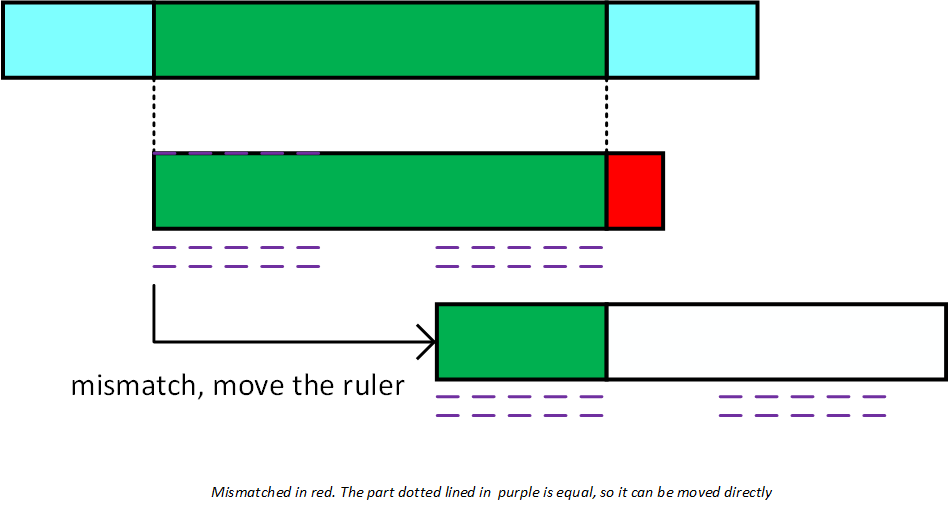 mismatch, move the ruler
Mismatched in red. The part dotted lined in purple is equal, so it can be moved directly